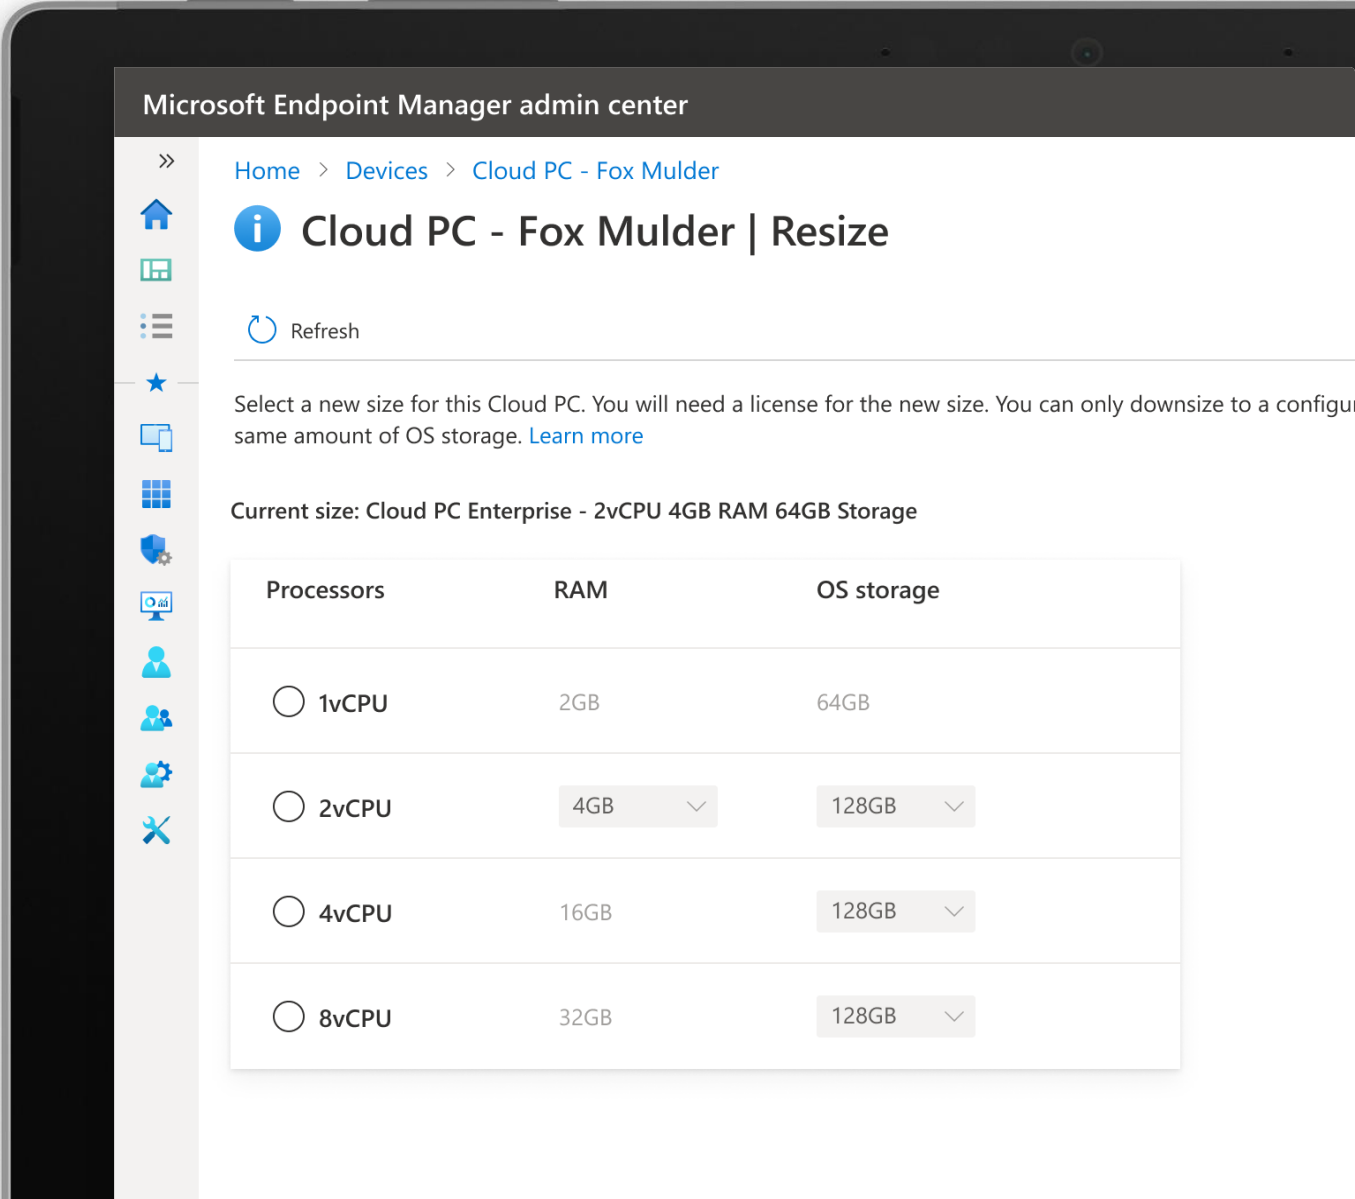 Microsoft Endpoint Manager admin center
Home > Devices > Cloud PC - Fox Mulder
Cloud PC - Fox Mulder | Resize
Refresh
Select a new size for this Cloud PC. You will need a license for the new size. You can only downsize to a
same amount of OS storage. Learn more
Current size: Cloud PC Enterprise - 2vCPU 4GB RAM 64GB Storage
Processors RAM OS storage
1vCPU 2GB 64GB
2vCPU 4GB 128GB
4vCPU 16GB 128GB
8vCPU 32GB 128GB